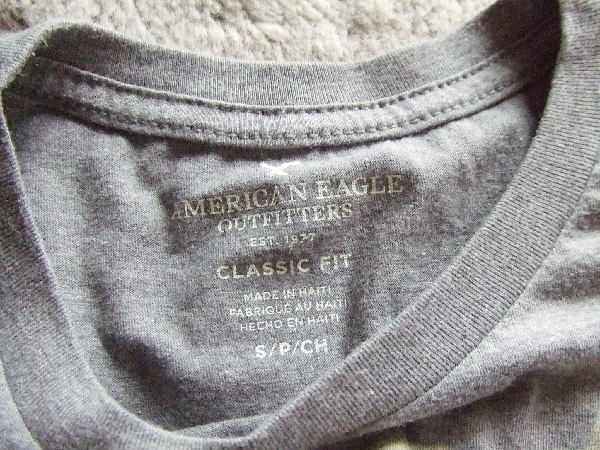 AMERICAN EAGLE
OUTFITTERS
EST. 1977
CLASSIC FIT
MADE IN HAITI
FABRIQUE AU HAITI
HECHO EN HAITI
S/P/CH